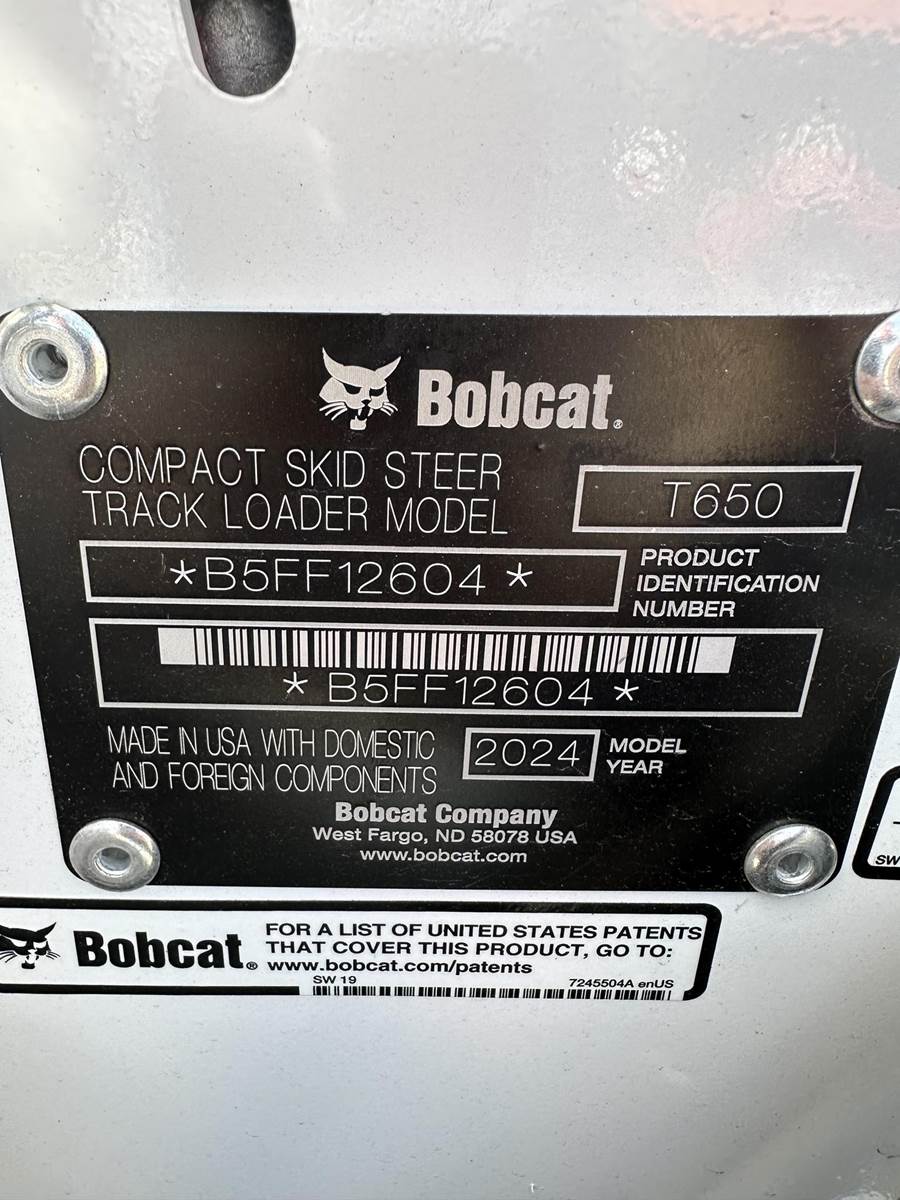 Bobcat®
COMPACT SKID STEER
TRACK LOADER MODEL
T650
*B5FF12604*
PRODUCT
IDENTIFICATION
NUMBER
* B5FF12604 *
MADE IN USA WITH DOMESTIC
AND FOREIGN COMPONENTS
2024
MODEL
YEAR
Bobcat Company
West Fargo, ND 58078 USA
www.bobcat.com
SW
Bobcat®
FOR A LIST OF UNITED STATES PATENTS
THAT COVER THIS PRODUCT, GO TO:
www.bobcat.com/patents
SW 19
7245504A enUS